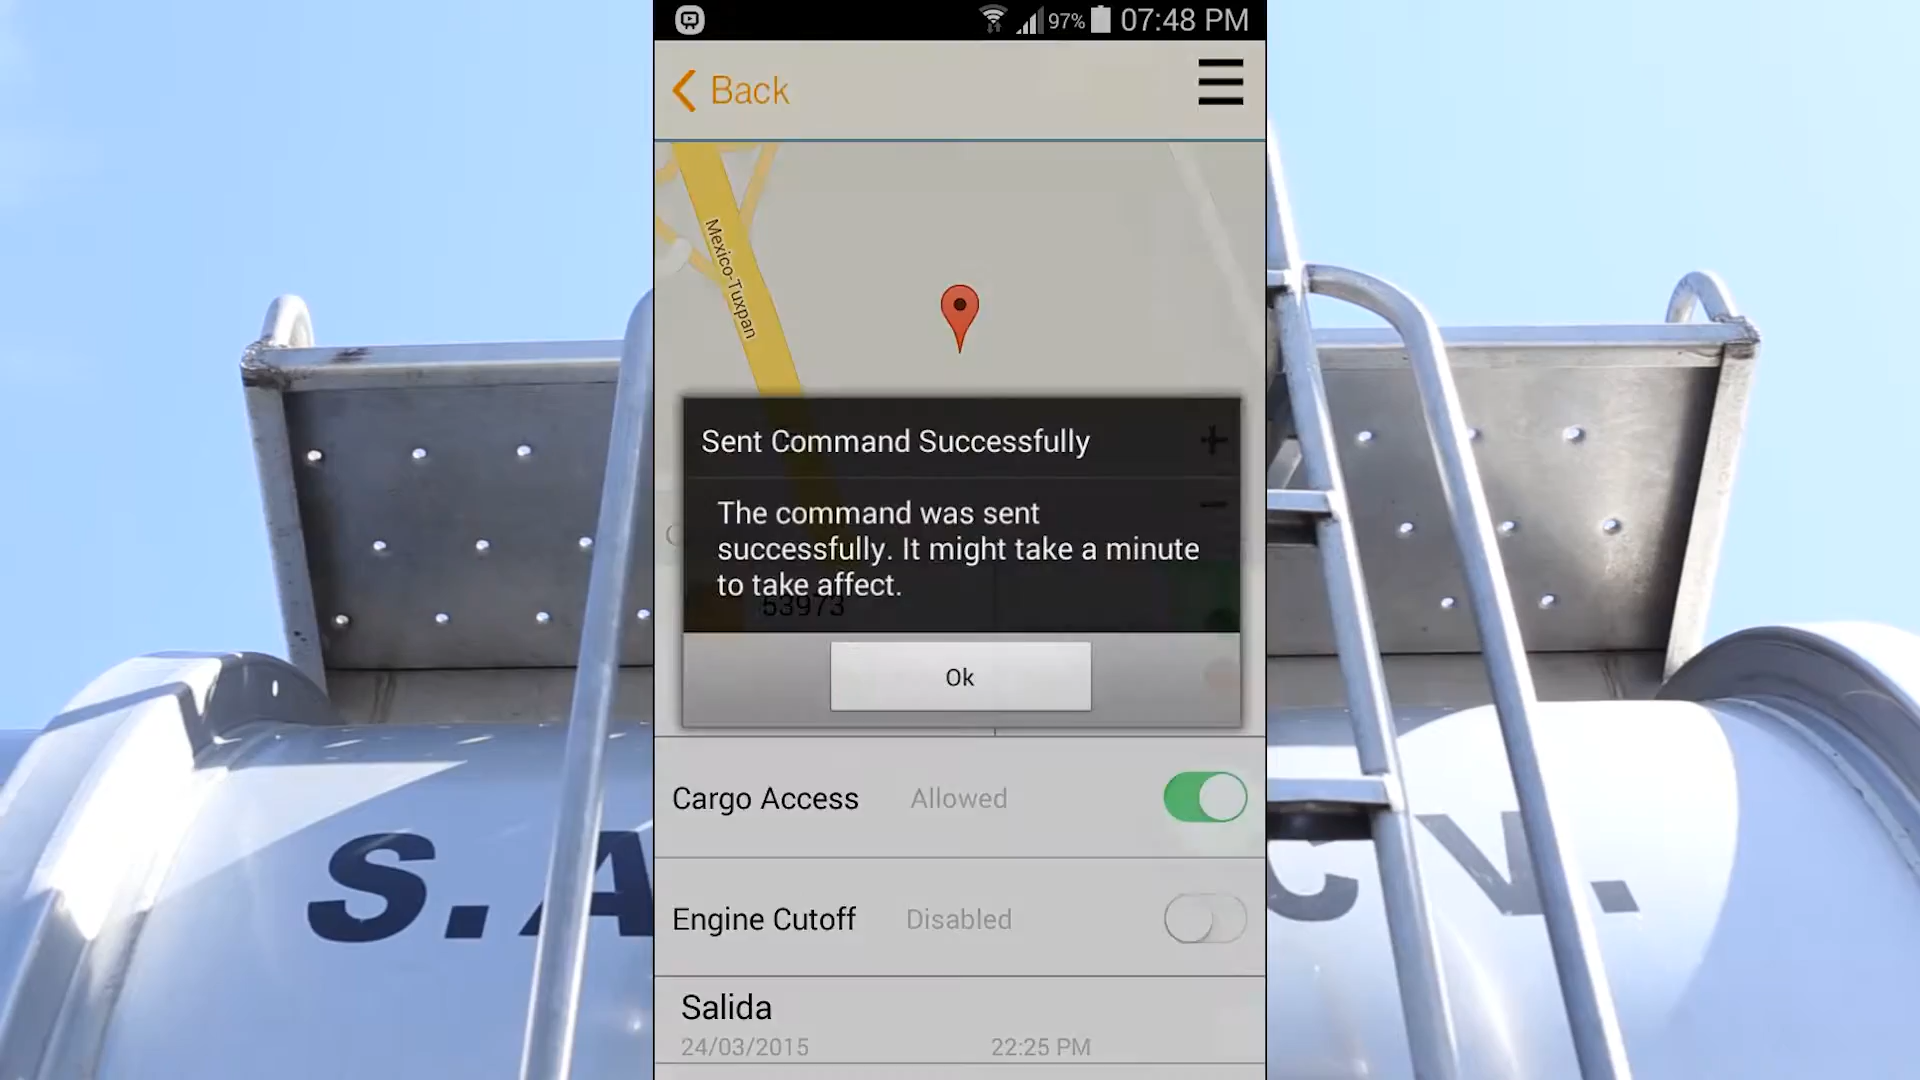 97% 07:48 PM
Back
Mexico-Tuxpan
Sent Command Successfully
The command was sent
successfully. It might take a minute
to take affect.
53973
Ok
Cargo Access Allowed
Engine Cutoff Disabled
Salida
24/03/2015 22:25 PM
S.A
C V.